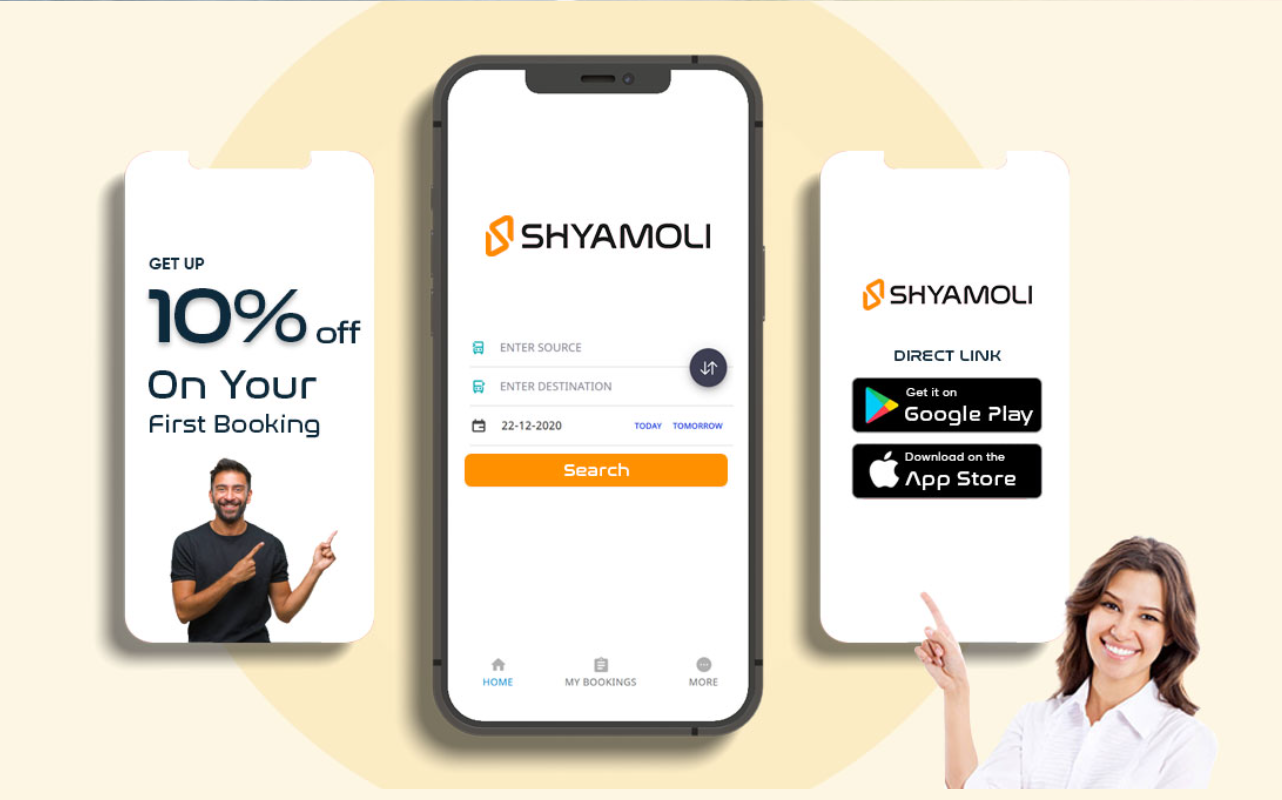 GET UP
10% off
On Your
First Booking
SHYAMOLI
ENTER SOURCE
ENTER DESTINATION
22-12-2020 TODAY TOMORROW
Search
HOME MY BOOKINGS MORE
SHYAMOLI
DIRECT LINK
Get it on
Google Play
Download on the
App Store